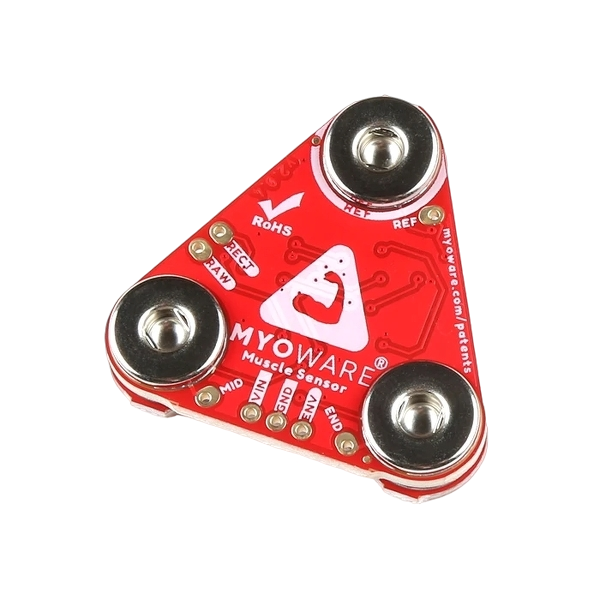 REF
REF
RoHS
RECT
RAW
myoware.com/patents
MYOWARE®
Muscle Sensor
MID
VIN
GND
ENV
END